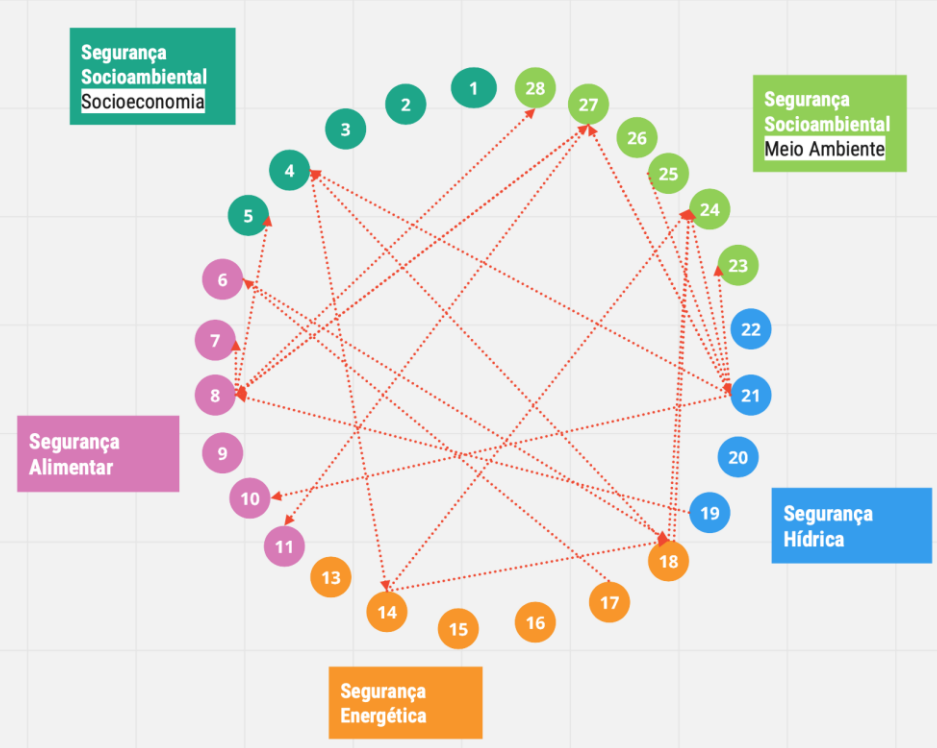 Segurança
Socioambiental
Socioeconomia
Segurança
Socioambiental
Meio Ambiente
1
2
3
4
5
6
7
8
9
10
11
13
14
15
16
17
18
19
20
21
22
23
24
25
26
27
28
Segurança
Alimentar
Segurança
Hídrica
Segurança
Energética